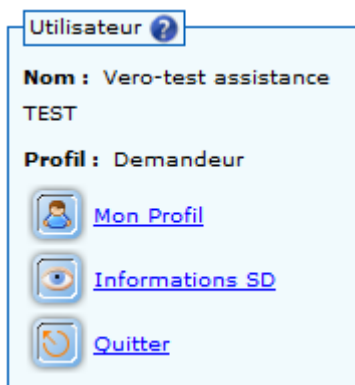 Utilisateur ?
Nom : Vero-test assistance
TEST
Profil : Demandeur
Mon Profil
Informations SD
Quitter